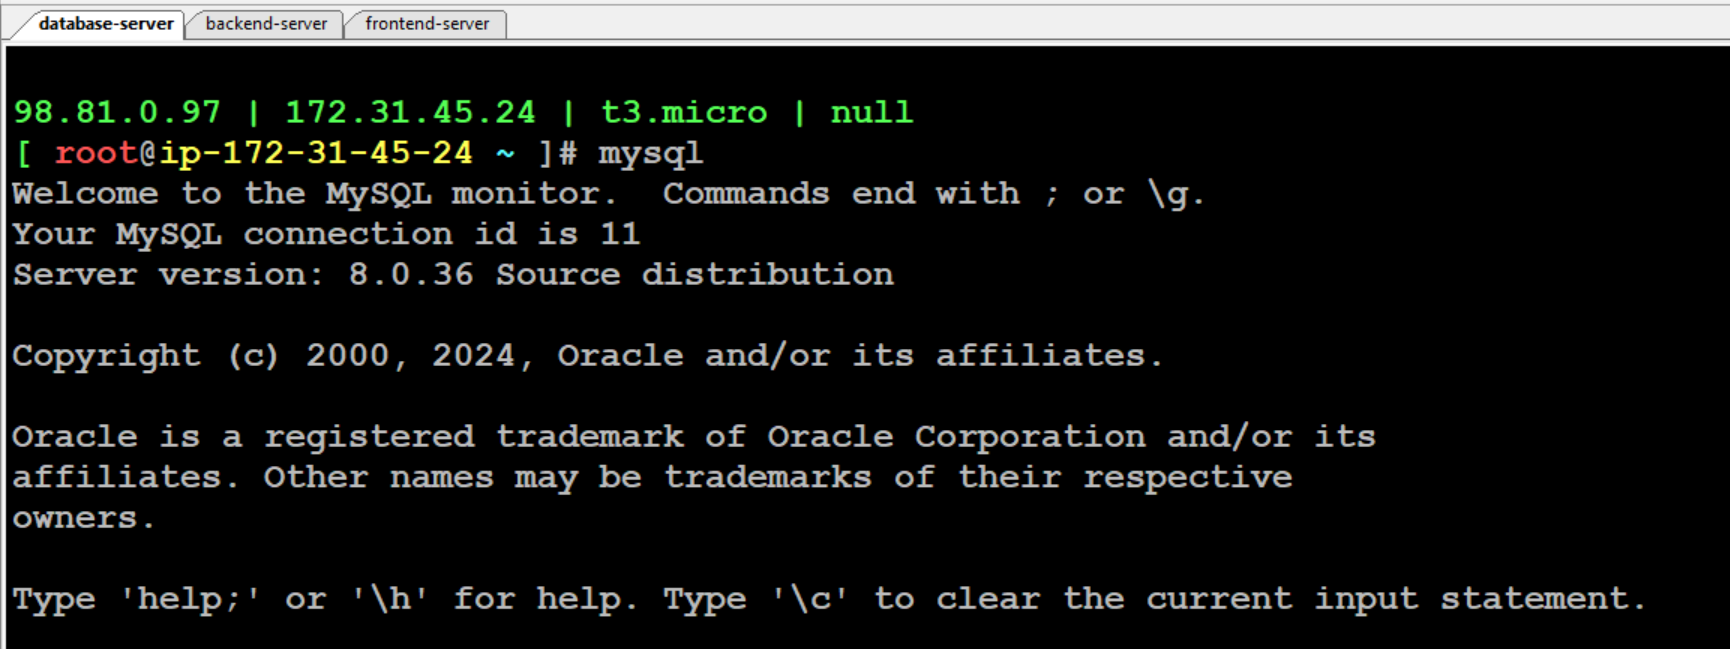 database-server backend-server frontend-server
98.81.0.97 | 172.31.45.24 | t3.micro | null
[ root@ip-172-31-45-24 ~ ]# mysql
Welcome to the MySQL monitor.  Commands end with ; or \g.
Your MySQL connection id is 11
Server version: 8.0.36 Source distribution
Copyright (c) 2000, 2024, Oracle and/or its affiliates.
Oracle is a registered trademark of Oracle Corporation and/or its
affiliates. Other names may be trademarks of their respective
owners.
Type 'help;' or '\h' for help. Type '\c' to clear the current input statement.